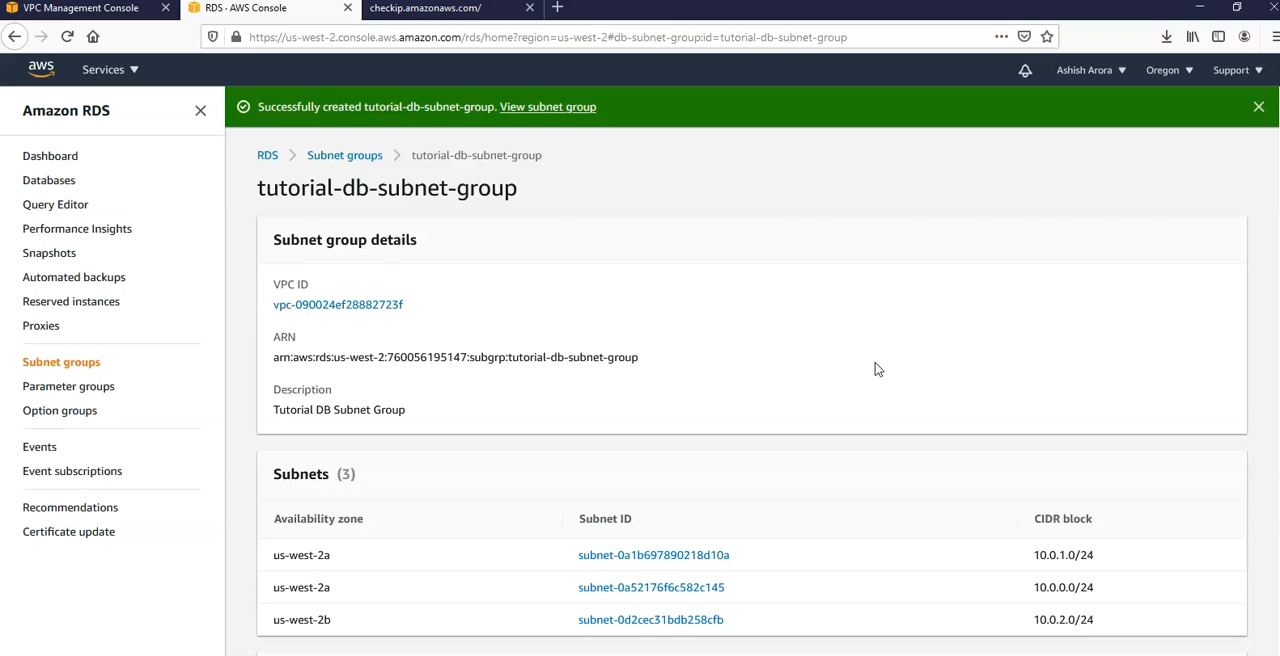 VPC Management Console
RDS · AWS Console
checkip.amazonaws.com/
https://us-west-2.console.aws.amazon.com/rds/home?region=us-west-2#db-subnet-group:id=tutorial-db-subnet-group
aws
Services
Ashish Arora
Oregon
Support
Amazon RDS
Dashboard
Databases
Query Editor
Performance Insights
Snapshots
Automated backups
Reserved instances
Proxies
Subnet groups
Parameter groups
Option groups
Events
Event subscriptions
Recommendations
Certificate update
Successfully created tutorial-db-subnet-group. View subnet group
RDS > Subnet groups > tutorial-db-subnet-group
tutorial-db-subnet-group
Subnet group details
VPC ID
vpc-090024ef28882723f
ARN
arn:aws:rds:us-west-2:760056195147:subgrp:tutorial-db-subnet-group
Description
Tutorial DB Subnet Group
Subnets (3)
Availability zone Subnet ID CIDR block
us-west-2a subnet-0a1b697890218d10a 10.0.1.0/24
us-west-2a subnet-0a52176f6c582c145 10.0.0.0/24
us-west-2b subnet-0d2cec31bdb258cfb 10.0.2.0/24